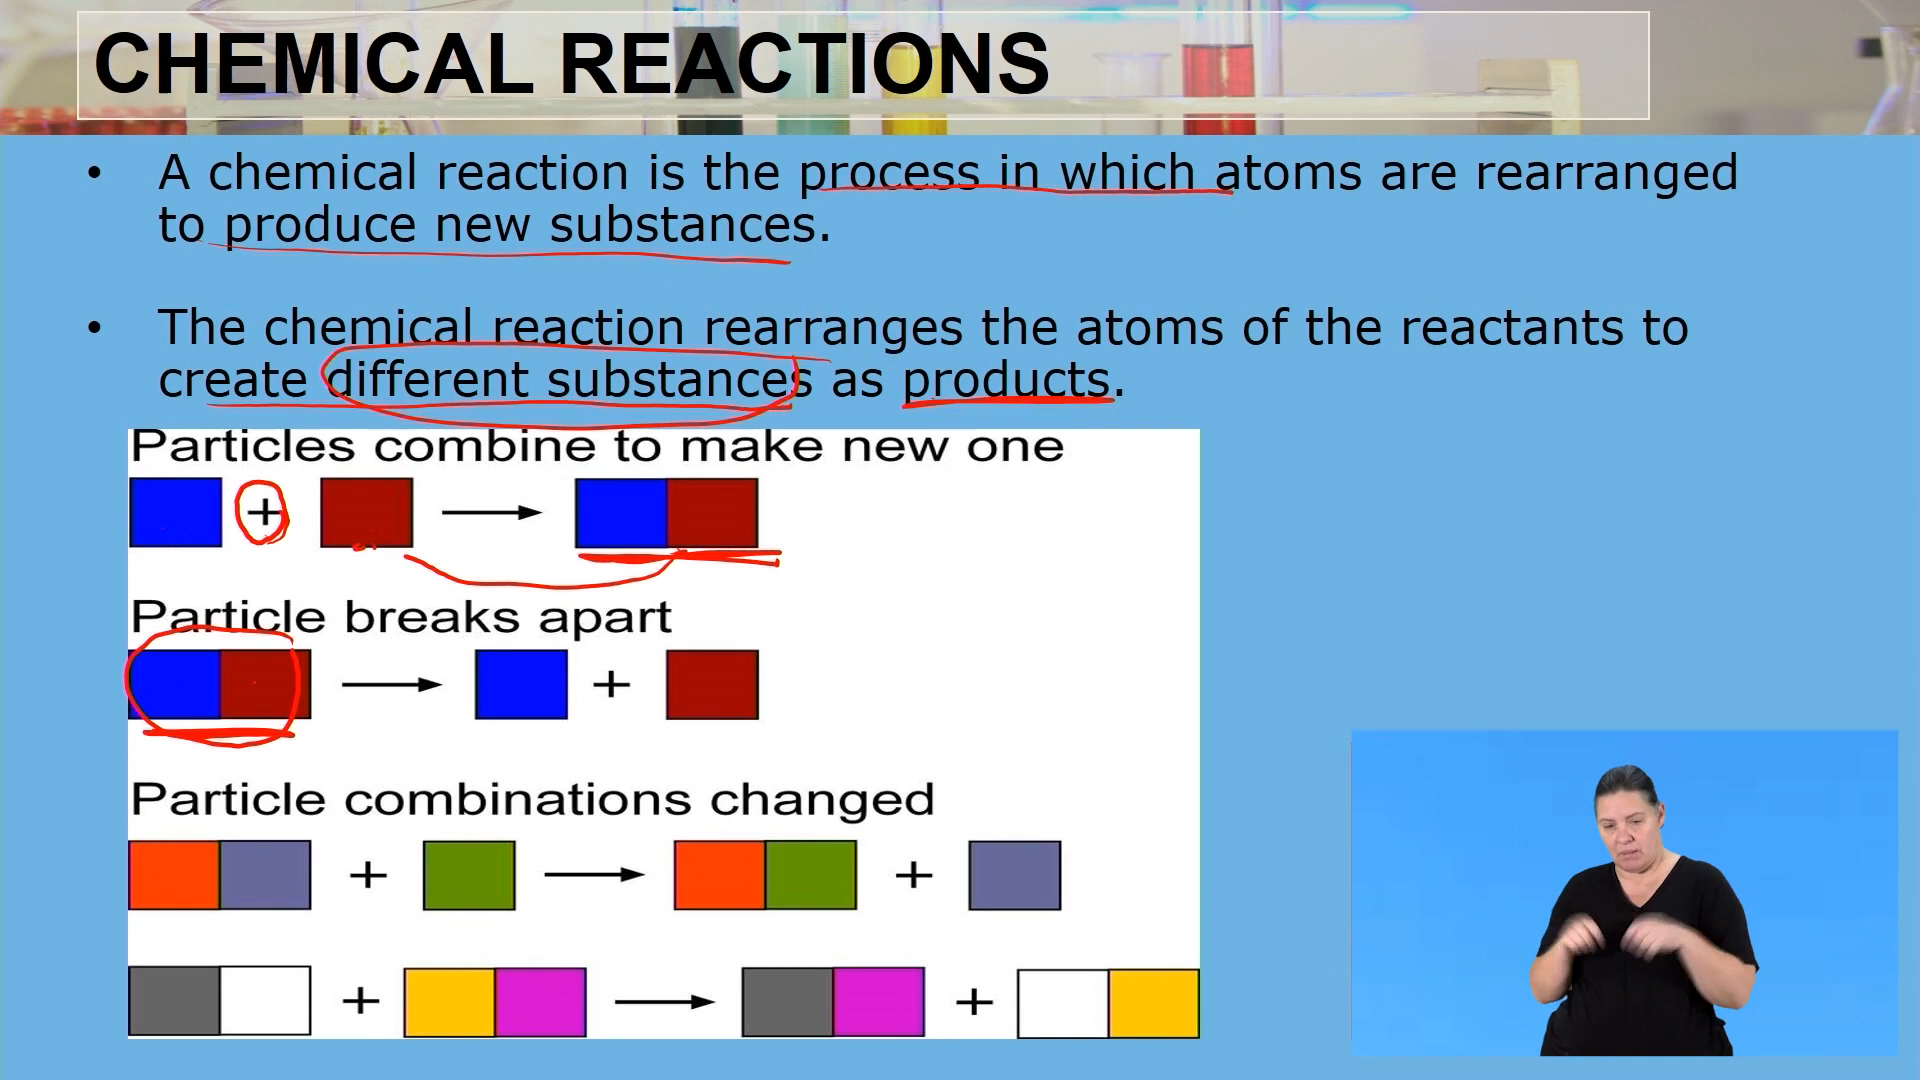 CHEMICAL REACTIONS
• A chemical reaction is the process in which atoms are rearranged
to produce new substances.
• The chemical reaction rearranges the atoms of the reactants to
create different substances as products.
Particles combine to make new one
+
Particle breaks apart
+
Particle combinations changed
+ +
+ +